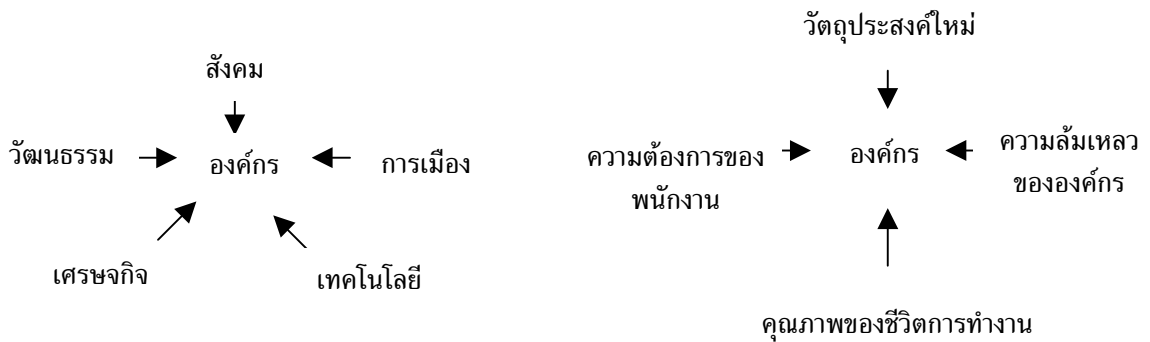 สังคม
วัฒนธรรม
องค์กร
การเมือง
เศรษฐกิจ
เทคโนโลยี
วัตถุประสงค์ใหม่
ความต้องการของ
พนักงาน
องค์กร
ความล้มเหลว
ขององค์กร
คุณภาพของชีวิตการทำงาน